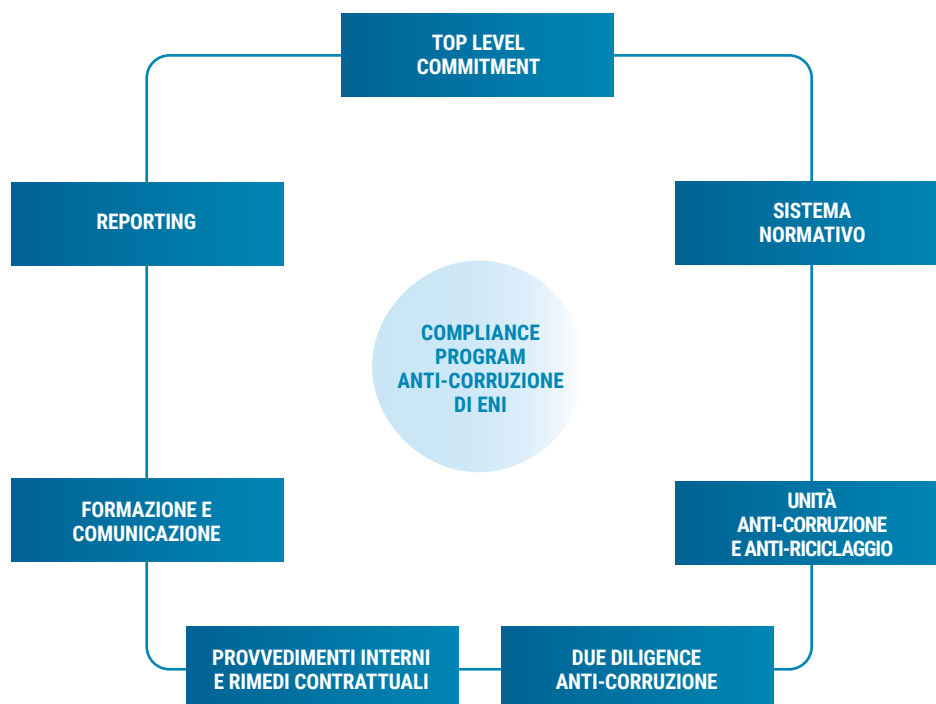 TOP LEVEL
COMMITMENT
REPORTING
SISTEMA
NORMATIVO
COMPLIANCE
PROGRAM
ANTI-CORRUZIONE
DI ENI
FORMAZIONE E
COMUNICAZIONE
UNITÀ
ANTI-CORRUZIONE
E ANTI-RICICLAGGIO
PROVVEDIMENTI INTERNI
E RIMEDI CONTRATTUALI
DUE DILIGENCE
ANTI-CORRUZIONE